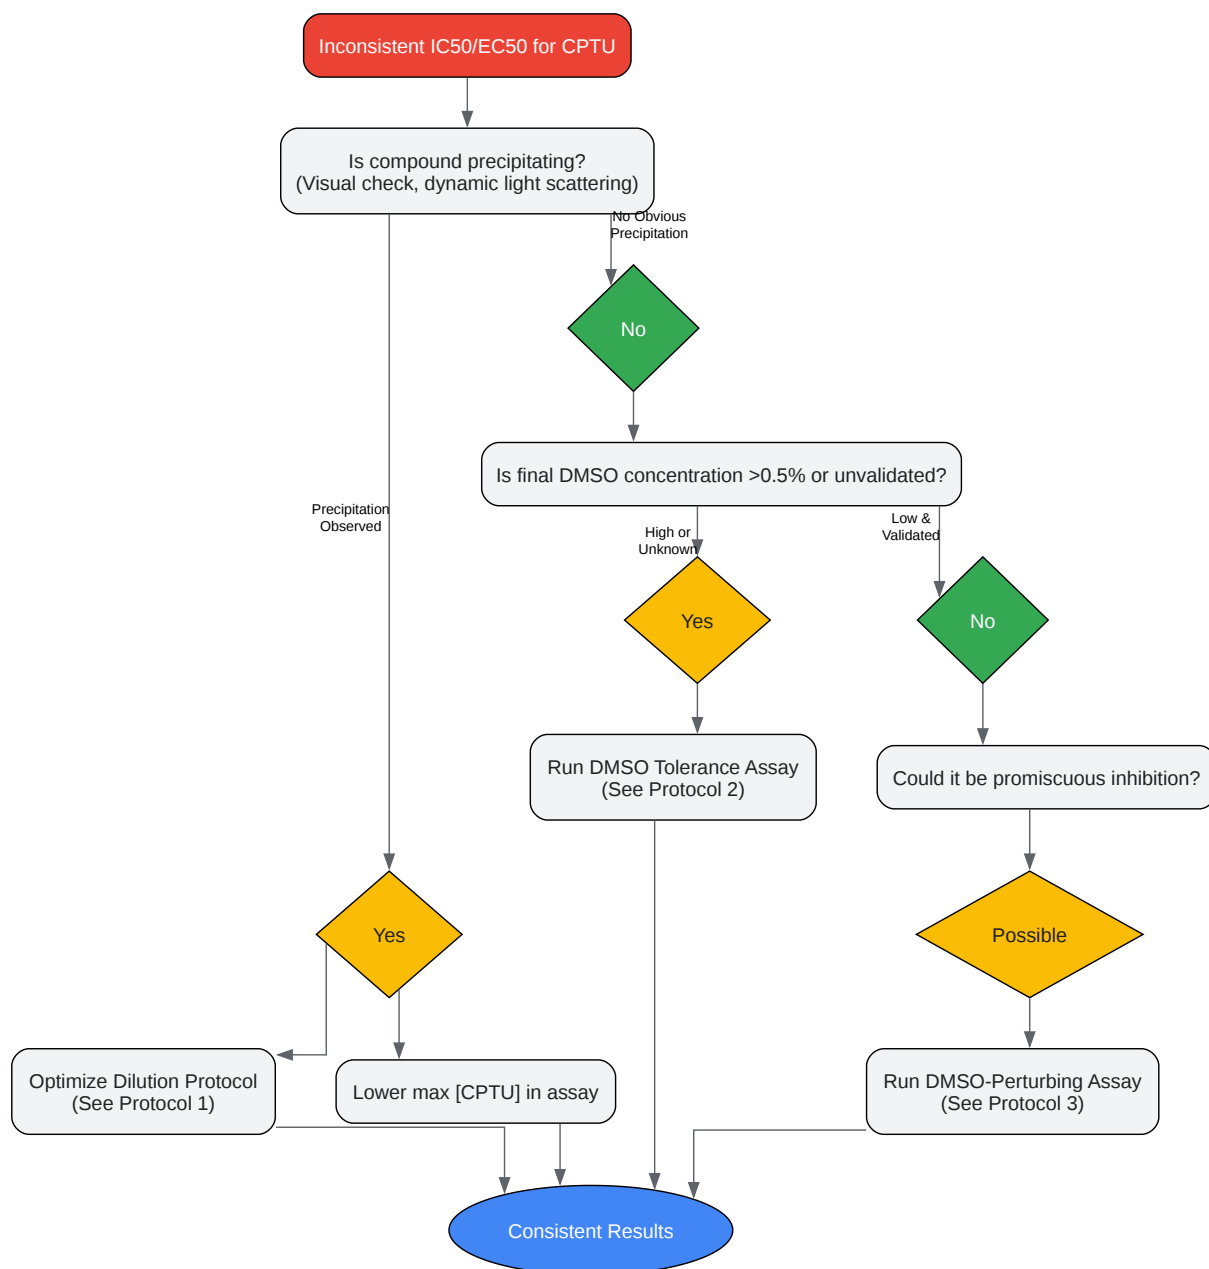 Inconsistent IC50/EC50 for CPTU
Is compound precipitating?
(Visual check, dynamic light scattering)
No Obvious
Precipitation
No
Is final DMSO concentration >0.5% or unvalidated?
Precipitation
Observed
High or
Unknown
Low &
Validated
Yes
No
Run DMSO Tolerance Assay
(See Protocol 2)
Could it be promiscuous inhibition?
Yes
Possible
Optimize Dilution Protocol
(See Protocol 1)
Lower max [CPTU] in assay
Run DMSO-Perturbing Assay
(See Protocol 3)
Consistent Results